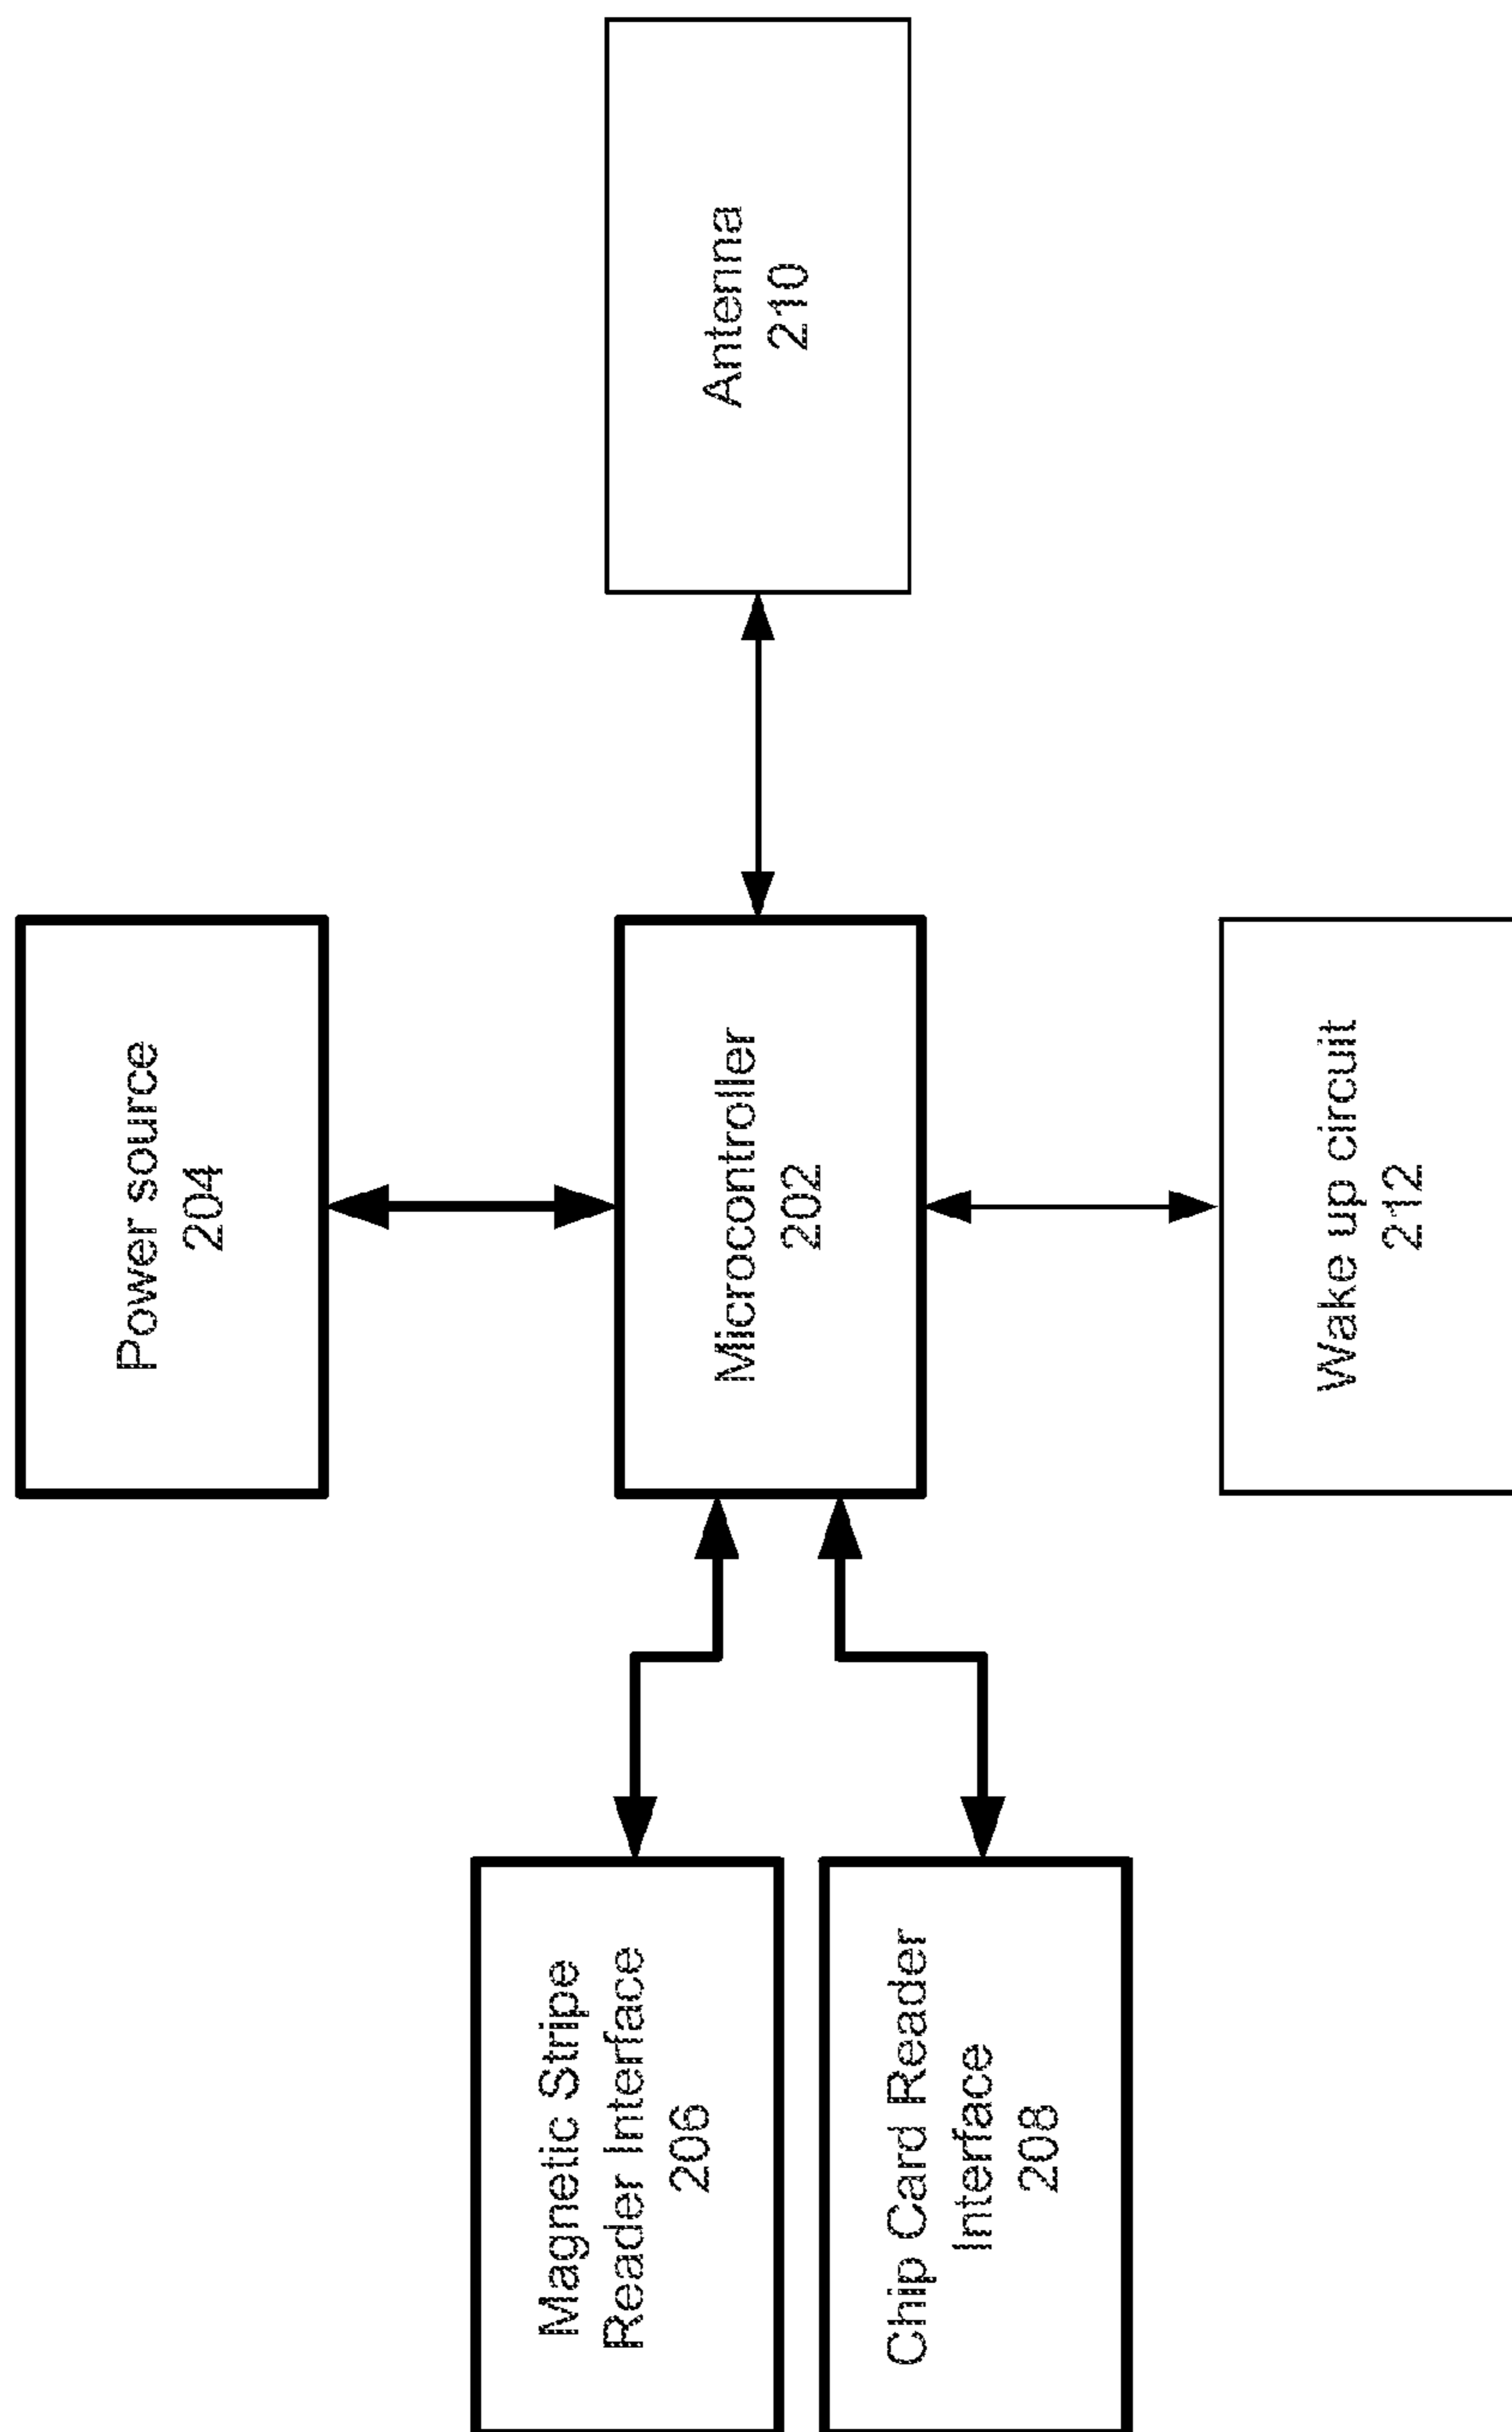 Power source
204
Magnetic Stripe
Reader Interface
206
Microcontroller
202
Antenna
210
Chip Card Reader
Interface
208
Wake up circuit
212